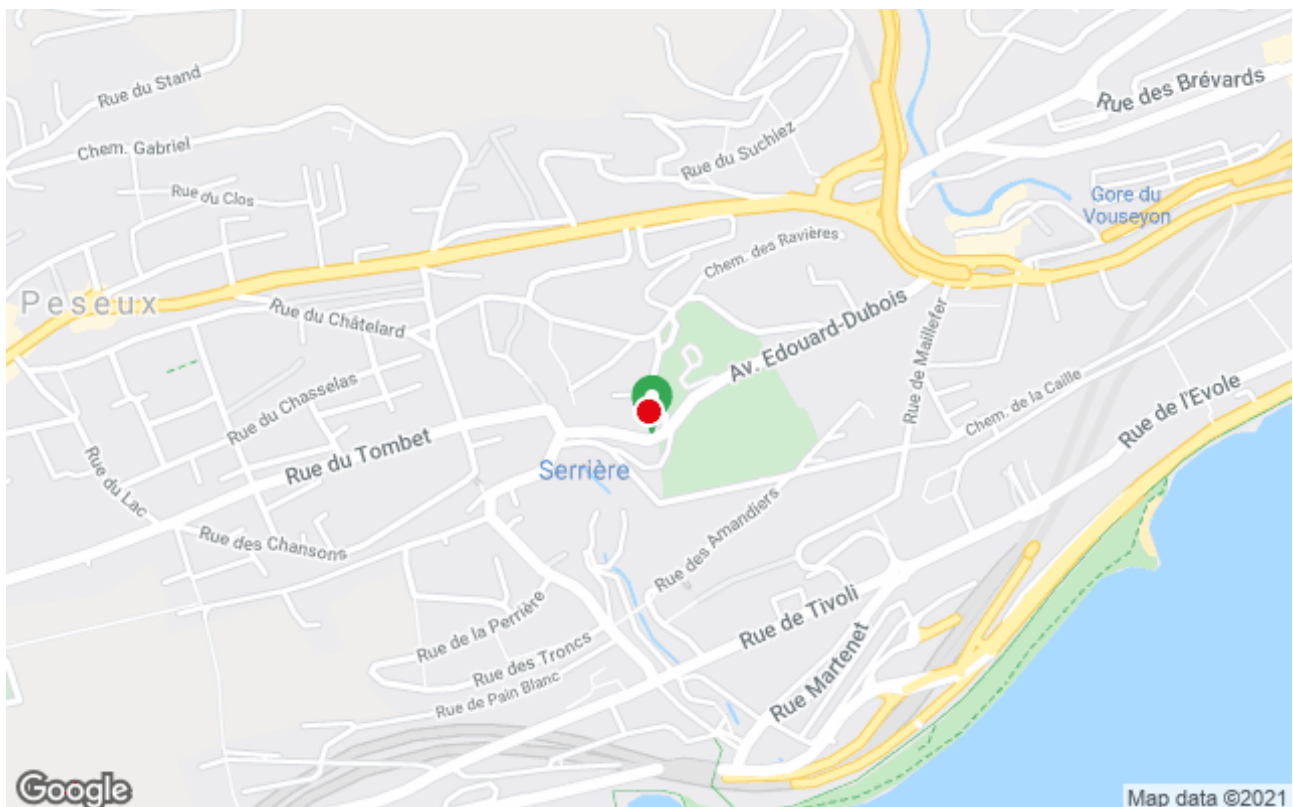 Rue du Stand
Rue des Brévards
Chem. Gabriel
Rue du Suchiez
Rue du Clos
Gore du
Vouseyon
Chem. des Ravières
Peseux
Rue du Châtelard
Av. Edouard-Dubois
Rue de Maillefer
Rue du Chasselas
Chem. de la Caille
Rue de l'Evole
Rue du Tombet
Serrière
Rue du Lac
Rue des Chansons
Rue des Amandiers
Rue de la Perrière
Rue de Tivoli
Rue des Troncs
Rue de Pain Blanc
Rue Martenet
Google
Map data ©2021